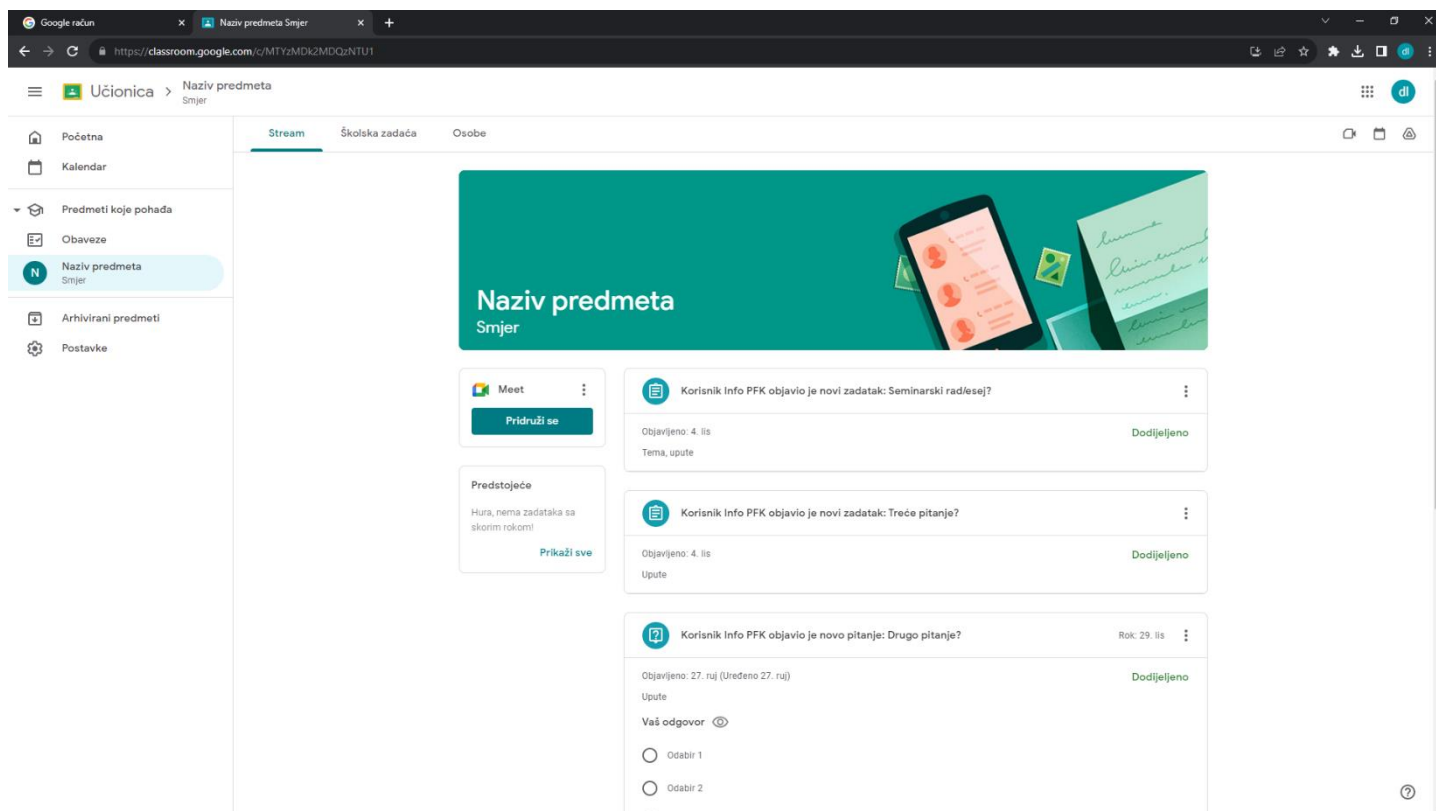 Google račun
Naziv predmeta Smjer
https://classroom.google.com/c/MTYzMDk2MDQzNTU1
dl
Učionica > Naziv predmeta
Smjer
dl
Početna
Kalendar
Predmeti koje pohađa
Obaveze
N Naziv predmeta
Smjer
Arhivirani predmeti
Postavke
Stream Školska zadaća Osobe
Naziv predmeta
Smjer
Meet
Pridruži se
Predstojeće
Hura, nema zadataka sa
skorim rokom!
Prikaži sve
Korisnik Info PFK objavio je novi zadatak: Seminarski rad/esej?
Objavljeno: 4. lis Dodijeljeno
Tema, upute
Korisnik Info PFK objavio je novi zadatak: Treće pitanje?
Objavljeno: 4. lis Dodijeljeno
Upute
Korisnik Info PFK objavio je novo pitanje: Drugo pitanje? Rok: 29. lis
Objavljeno: 27. ruj (Uređeno 27. ruj) Dodijeljeno
Upute
Vaš odgovor
Odabir 1
Odabir 2